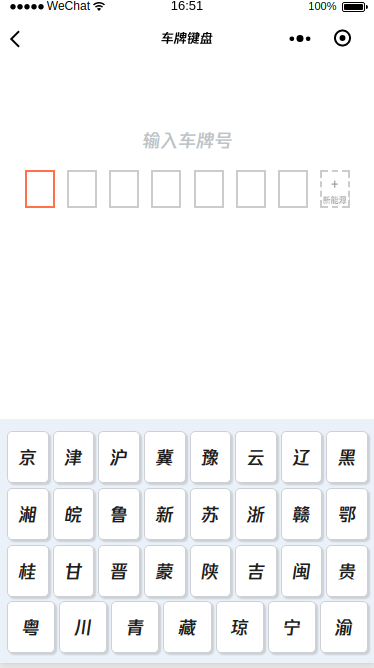 ●●●●● WeChat 16:51 100%
车牌键盘
输入车牌号
+
新能源
京 津 沪 冀 豫 云 辽 黑
湘 皖 鲁 新 苏 浙 赣 鄂
桂 甘 晋 蒙 陕 吉 闽 贵
粤 川 青 藏 琼 宁 渝